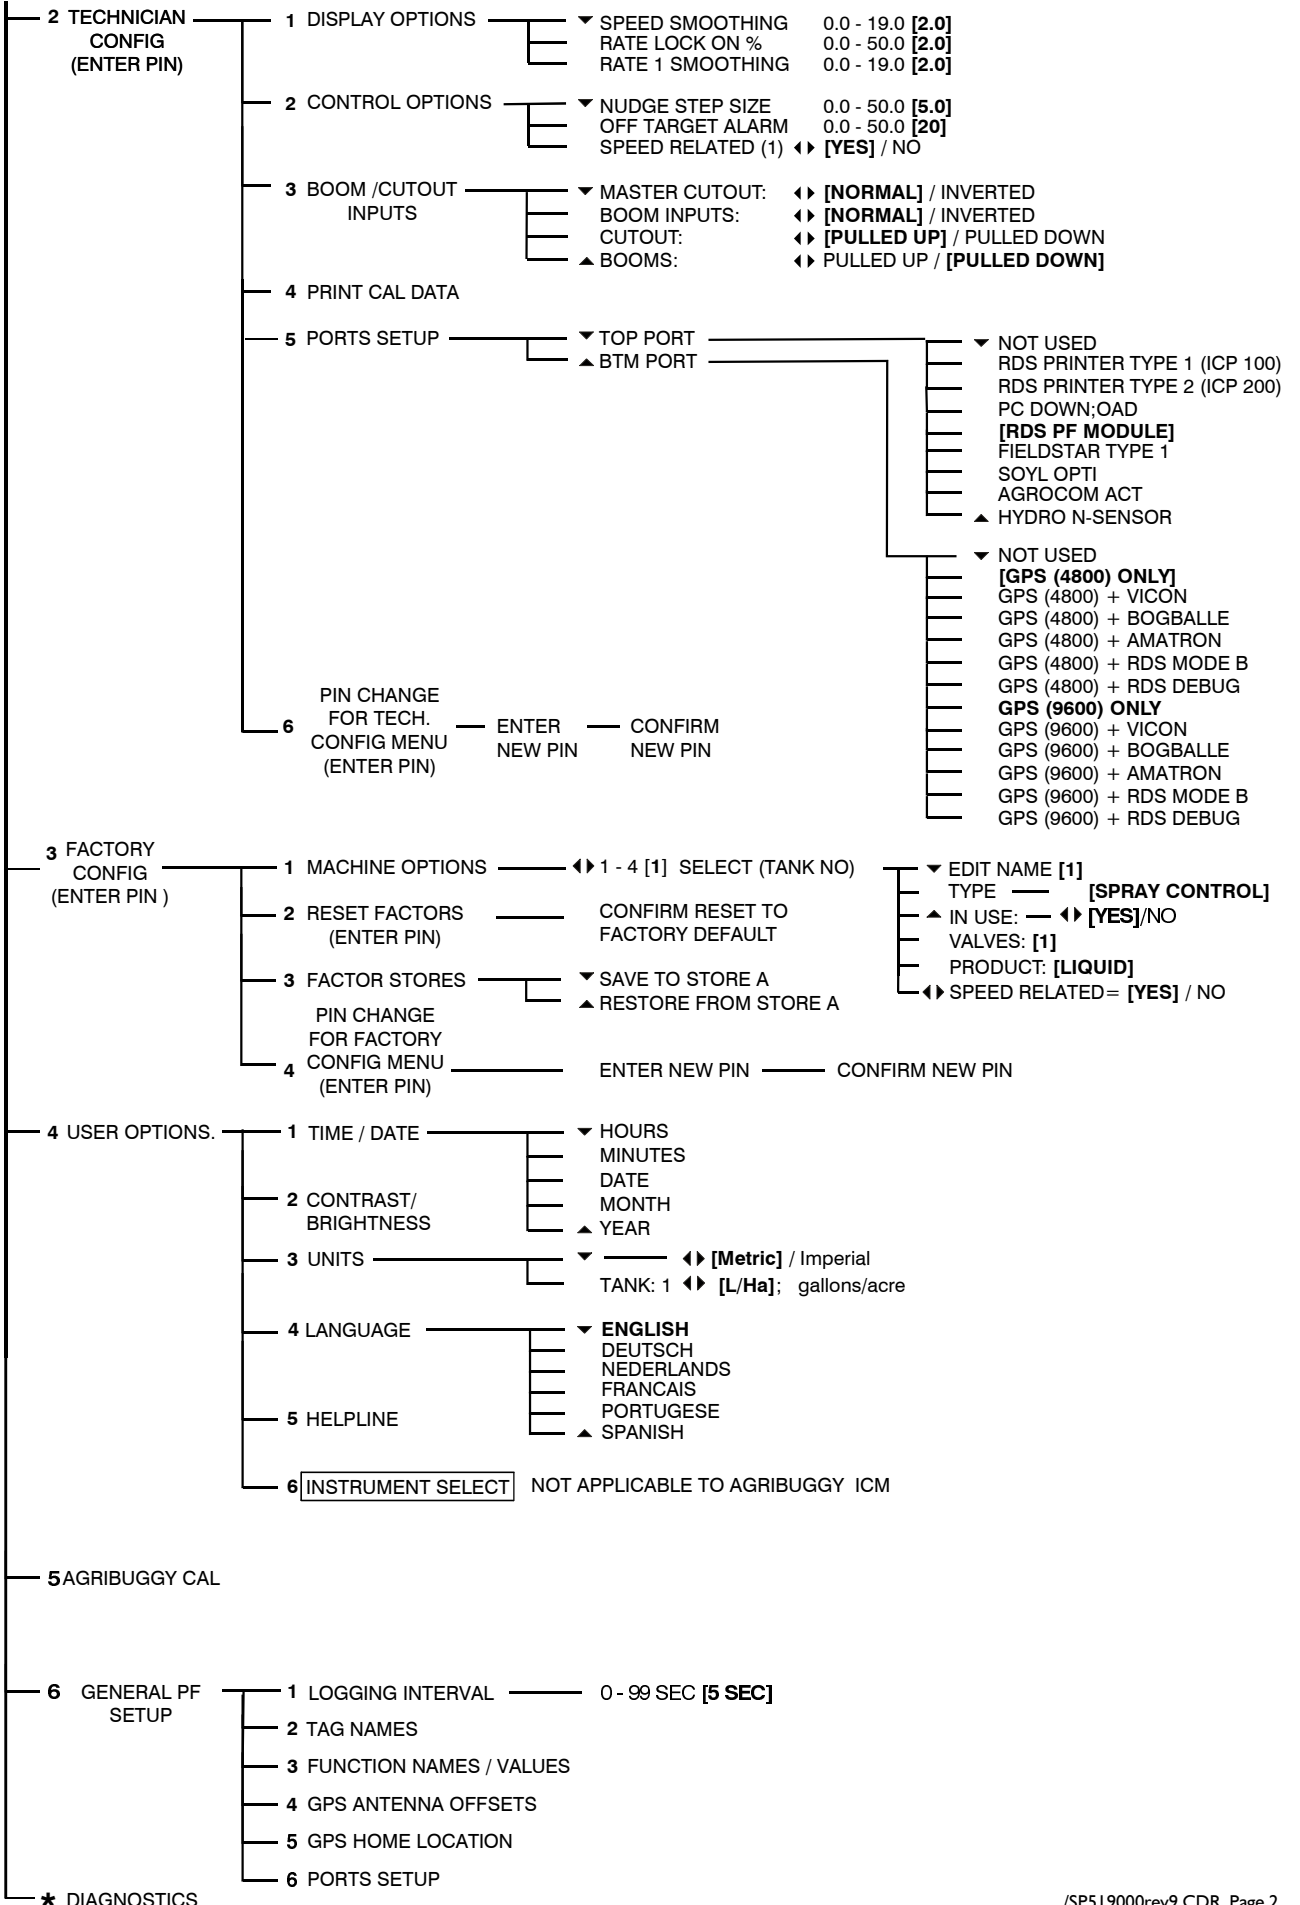 2 TECHNICIAN CONFIG (ENTER PIN)
1 DISPLAY OPTIONS
SPEED SMOOTHING 0.0 - 19.0 [2.0]
RATE LOCK ON % 0.0 - 50.0 [2.0]
RATE 1 SMOOTHING 0.0 - 19.0 [2.0]
2 CONTROL OPTIONS
NUDGE STEP SIZE 0.0 - 50.0 [5.0]
OFF TARGET ALARM 0.0 - 50.0 [20]
SPEED RELATED (1) [YES] / NO
3 BOOM /CUTOUT INPUTS
MASTER CUTOUT: [NORMAL] / INVERTED
BOOM INPUTS: [NORMAL] / INVERTED
CUTOUT: [PULLED UP] / PULLED DOWN
BOOMS: PULLED UP / [PULLED DOWN]
4 PRINT CAL DATA
5 PORTS SETUP
TOP PORT
BTM PORT
NOT USED
RDS PRINTER TYPE 1 (ICP 100)
RDS PRINTER TYPE 2 (ICP 200)
PC DOWN;OAD
[RDS PF MODULE]
FIELDSTAR TYPE 1
SOYL OPTI
AGROCOM ACT
HYDRO N-SENSOR
NOT USED
[GPS (4800) ONLY]
GPS (4800) + VICON
GPS (4800) + BOGBALLE
GPS (4800) + AMATRON
GPS (4800) + RDS MODE B
GPS (4800) + RDS DEBUG
GPS (9600) ONLY
GPS (9600) + VICON
GPS (9600) + BOGBALLE
GPS (9600) + AMATRON
GPS (9600) + RDS MODE B
GPS (9600) + RDS DEBUG
6 PIN CHANGE FOR TECH. CONFIG MENU (ENTER PIN)
ENTER NEW PIN
CONFIRM NEW PIN
3 FACTORY CONFIG (ENTER PIN )
1 MACHINE OPTIONS
1 - 4 [1] SELECT (TANK NO)
EDIT NAME [1]
TYPE [SPRAY CONTROL]
IN USE: [YES]/NO
VALVES: [1]
PRODUCT: [LIQUID]
SPEED RELATED= [YES] / NO
2 RESET FACTORS (ENTER PIN)
CONFIRM RESET TO FACTORY DEFAULT
3 FACTOR STORES
SAVE TO STORE A
RESTORE FROM STORE A
4 PIN CHANGE FOR FACTORY CONFIG MENU (ENTER PIN)
ENTER NEW PIN
CONFIRM NEW PIN
4 USER OPTIONS.
1 TIME / DATE
HOURS
MINUTES
DATE
MONTH
YEAR
2 CONTRAST/ BRIGHTNESS
3 UNITS
[Metric] / Imperial
TANK: 1 [L/Ha]; gallons/acre
4 LANGUAGE
ENGLISH
DEUTSCH
NEDERLANDS
FRANCAIS
PORTUGESE
SPANISH
5 HELPLINE
6 INSTRUMENT SELECT NOT APPLICABLE TO AGRIBUGGY ICM
5 AGRIBUGGY CAL
6 GENERAL PF SETUP
1 LOGGING INTERVAL 0 - 99 SEC [5 SEC]
2 TAG NAMES
3 FUNCTION NAMES / VALUES
4 GPS ANTENNA OFFSETS
5 GPS HOME LOCATION
6 PORTS SETUP
* DIAGNOSTICS
/SP519000rev9.CDR Page 2